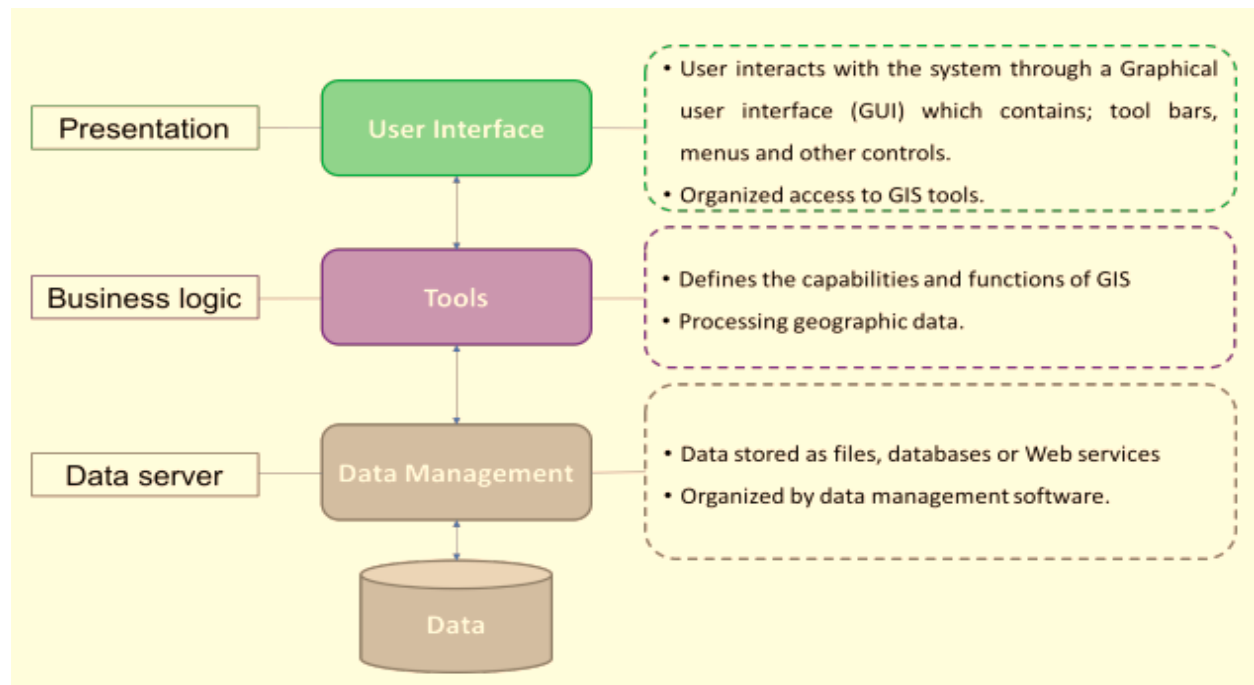 Presentation
User Interface
• User interacts with the system through a Graphical
user interface (GUI) which contains; tool bars,
menus and other controls.
• Organized access to GIS tools.
Business logic
Tools
• Defines the capabilities and functions of GIS
• Processing geographic data.
Data server
Data Management
• Data stored as files, databases or Web services
• Organized by data management software.
Data